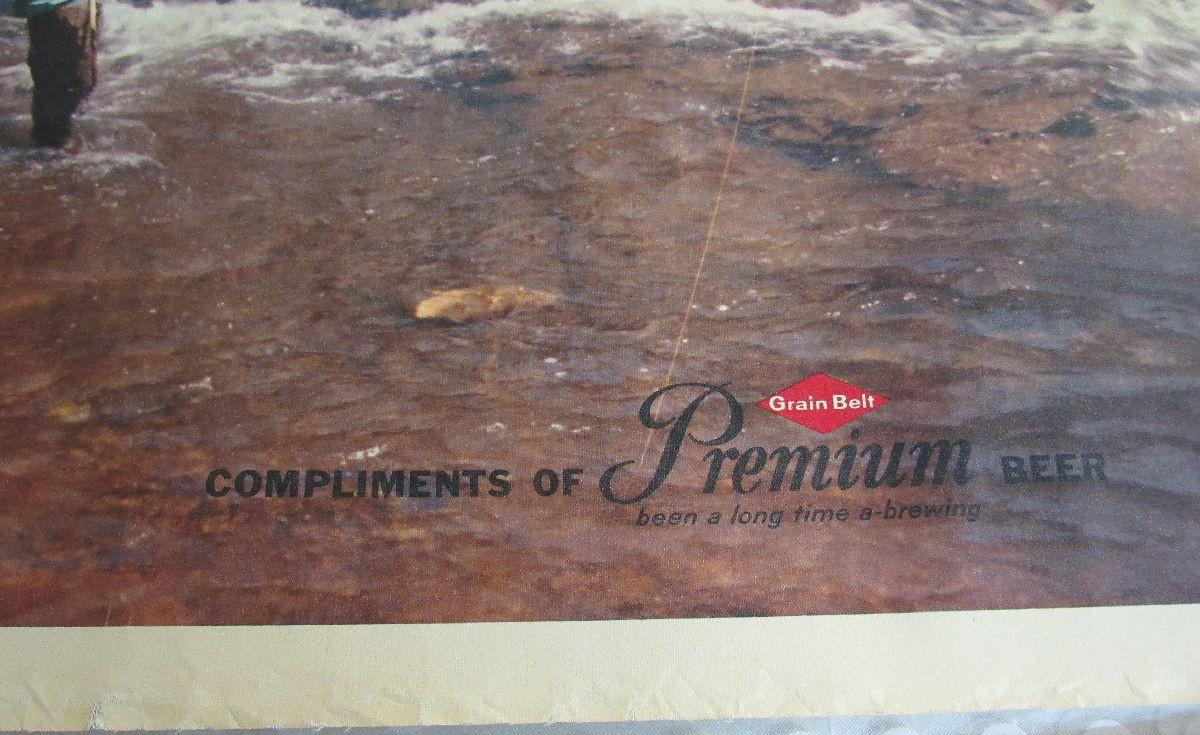 Grain Belt
COMPLIMENTS OF Premium BEER
been a long time a-brewing